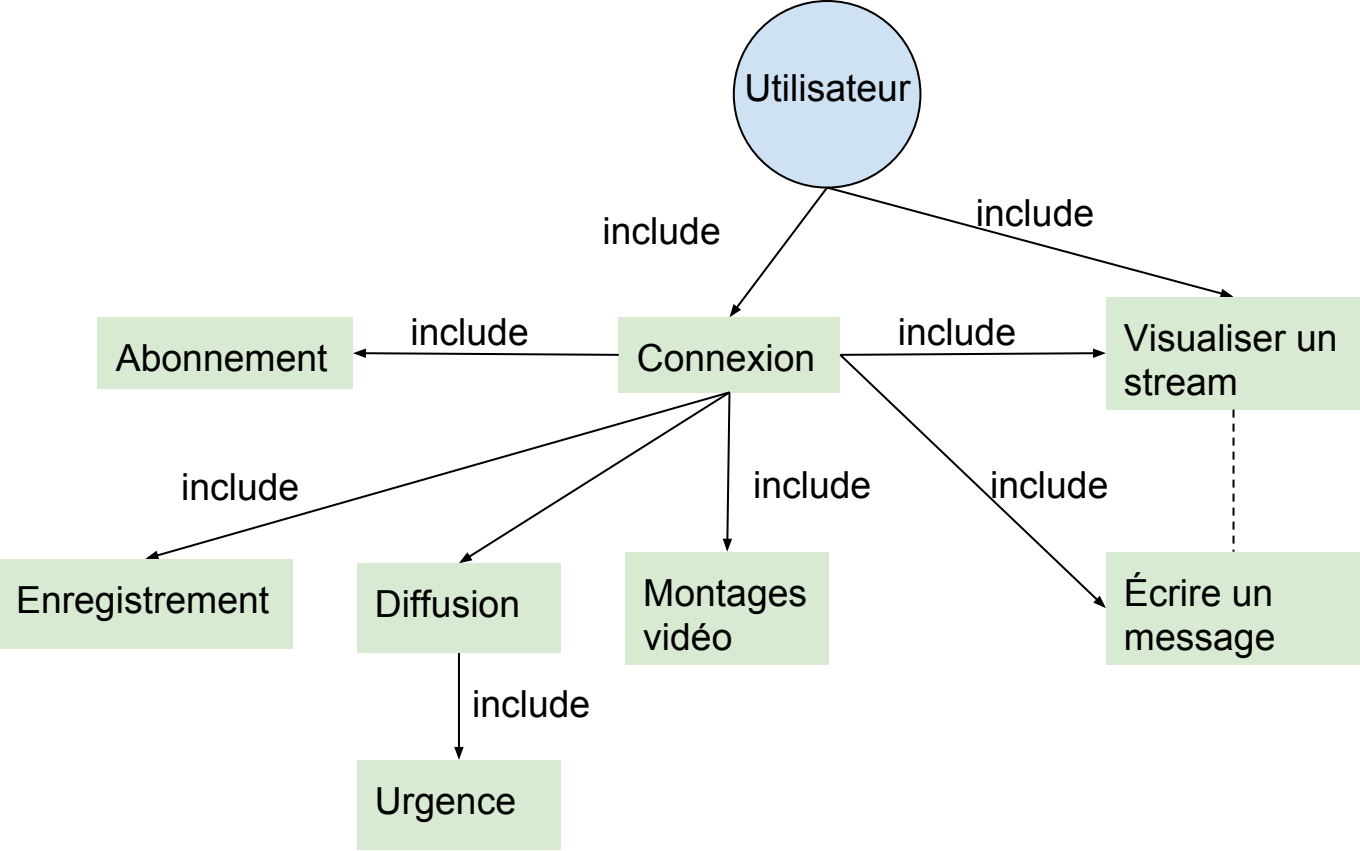 Utilisateur
include
include
Abonnement
include
Connexion
include
Visualiser un
stream
include
include
include
Enregistrement
Diffusion
Montages
vidéo
Écrire un
message
include
Urgence